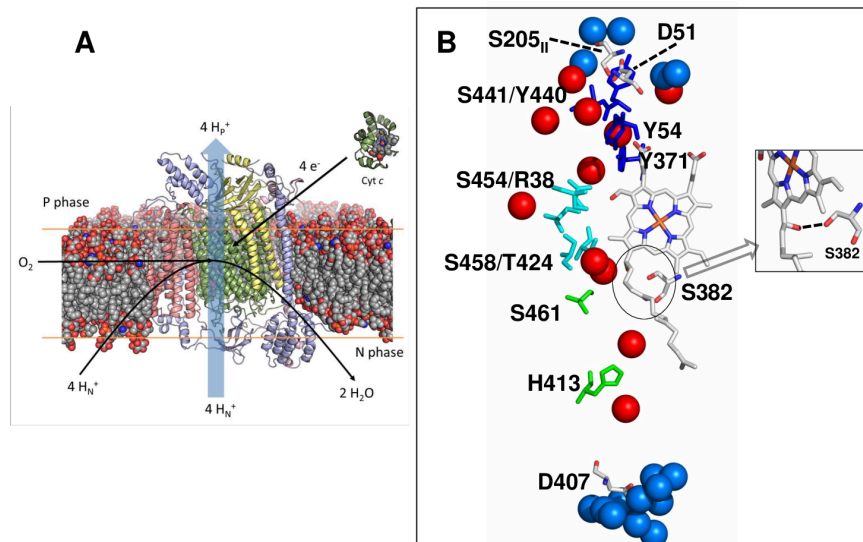 A
4 H_P^+
4 e^-
Cyt c
P phase
O_2
N phase
4 H_N^+
2 H_2O
4 H_N^+
B
S205_II
D51
S441/Y440
Y54
Y371
S454/R38
S458/T424
S382
S461
H413
D407
S382